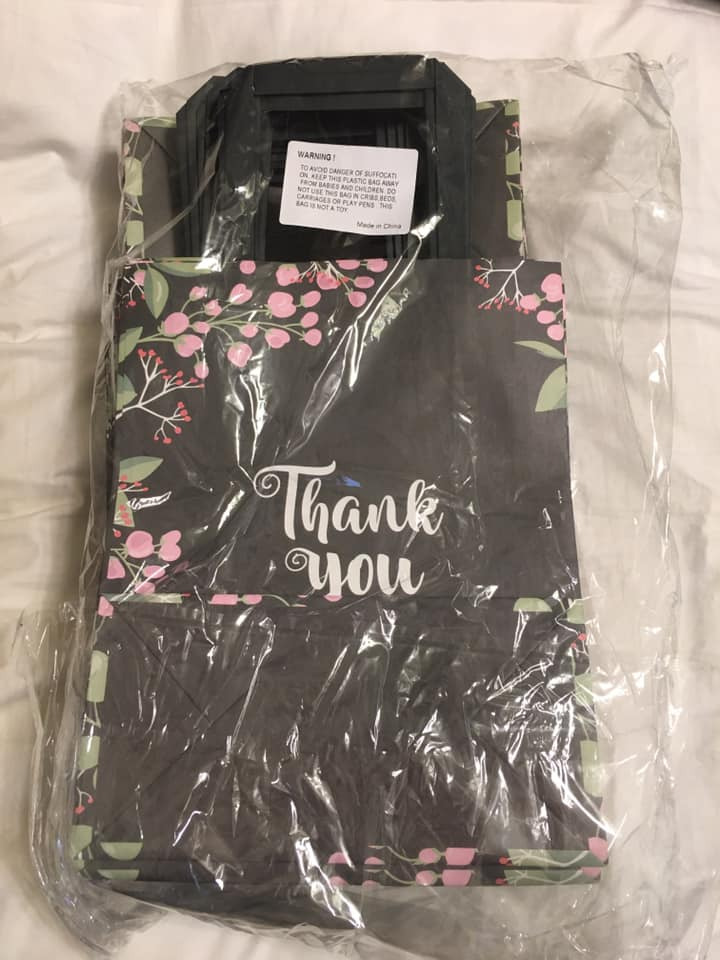 WARNING !
TO AVOID DANGER OF SUFFOCATI
ON, KEEP THIS PLASTIC BAG AWAY
FROM BABIES AND CHILDREN. DO
NOT USE THIS BAG IN CRIBS,BEDS,
CARRIAGES OR PLAY PENS . THIS
BAG IS NOT A TOY
Made in China
Thank
you